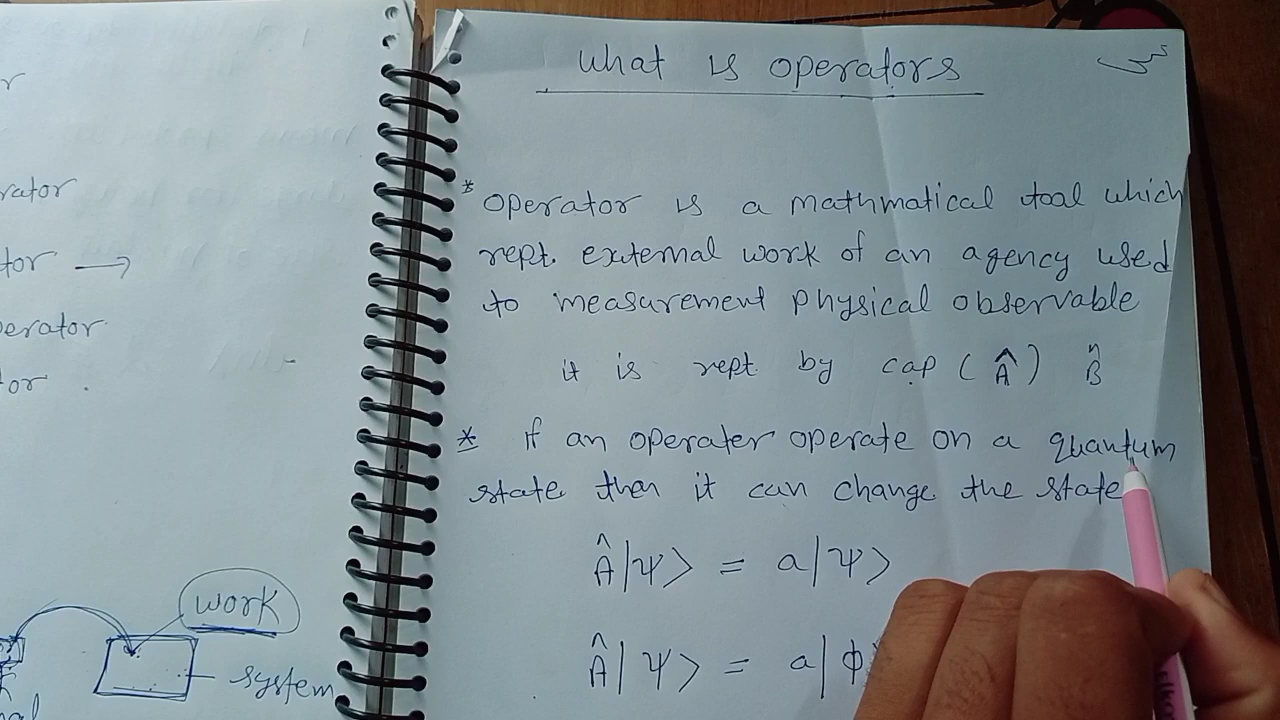 rator
tor →
perator
tor .
work
system
What is operators
* operator is a mathmatical tool which
rept. external work of an agency used
to measurement physical observable
it is rept. by cap ( Â ) B̂
* if an operater operate on a quantum
state then it can change the state
Â|Ψ> = a|Ψ>
Â|Ψ> = a|ϕ